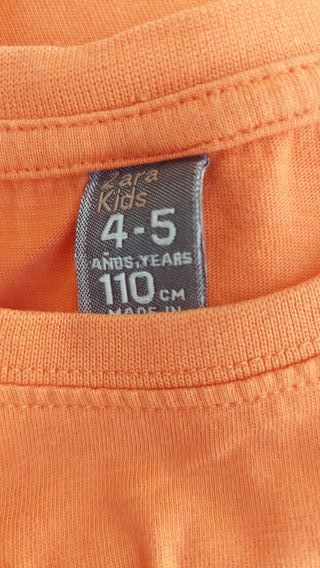 Zara
Kids
4-5
AÑOS,YEARS
110 CM
MADE IN